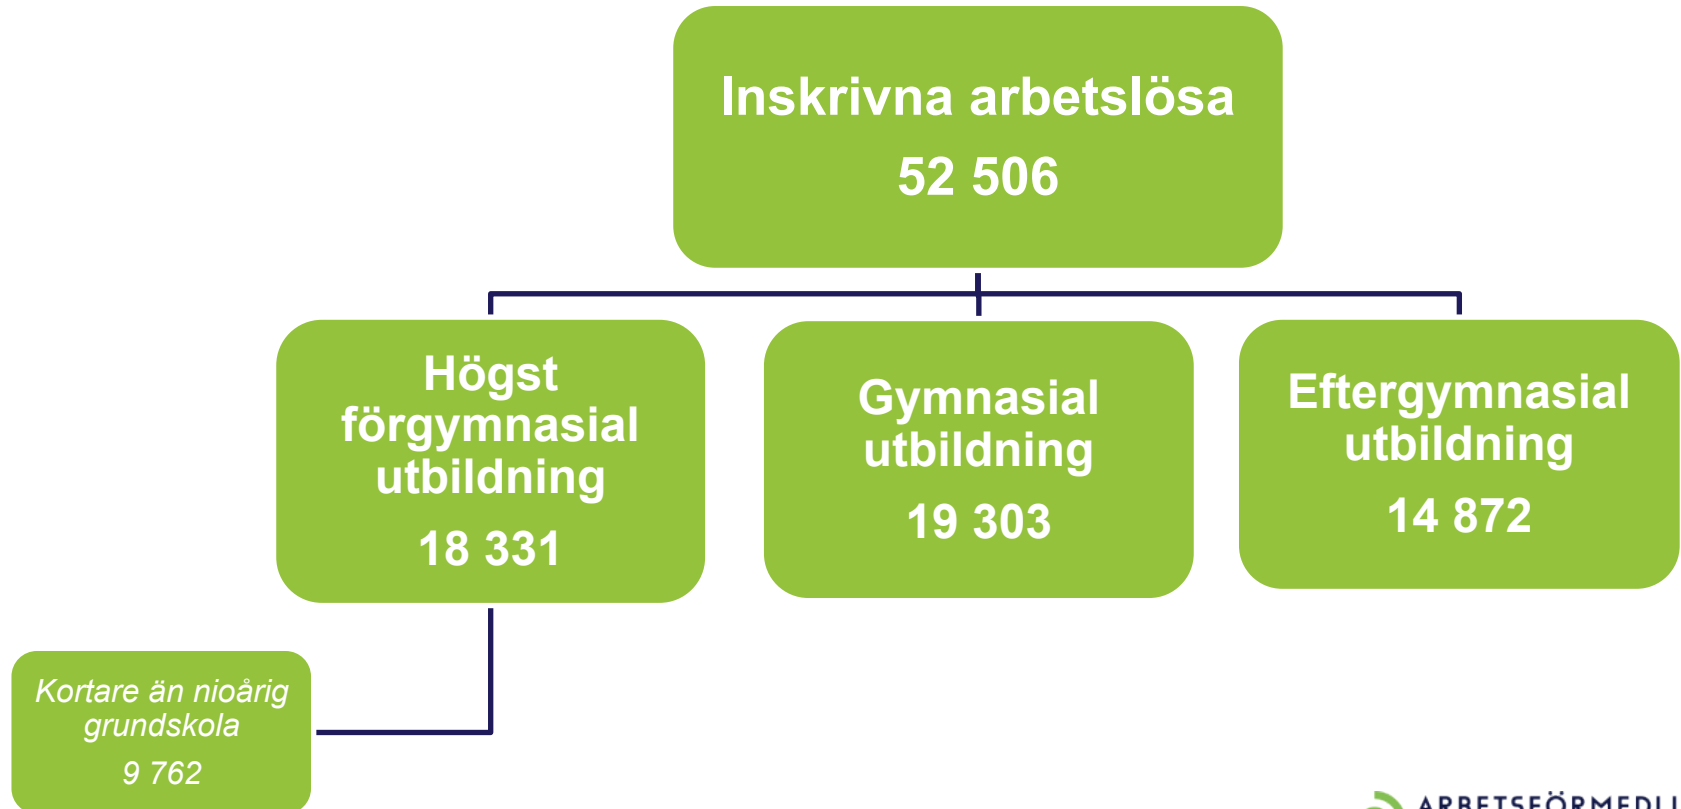 Inskrivna arbetslösa
52 506
Högst
förgymnasial
utbildning
18 331
Gymnasial
utbildning
19 303
Eftergymnasial
utbildning
14 872
Kortare än nioårig
grundskola
9 762